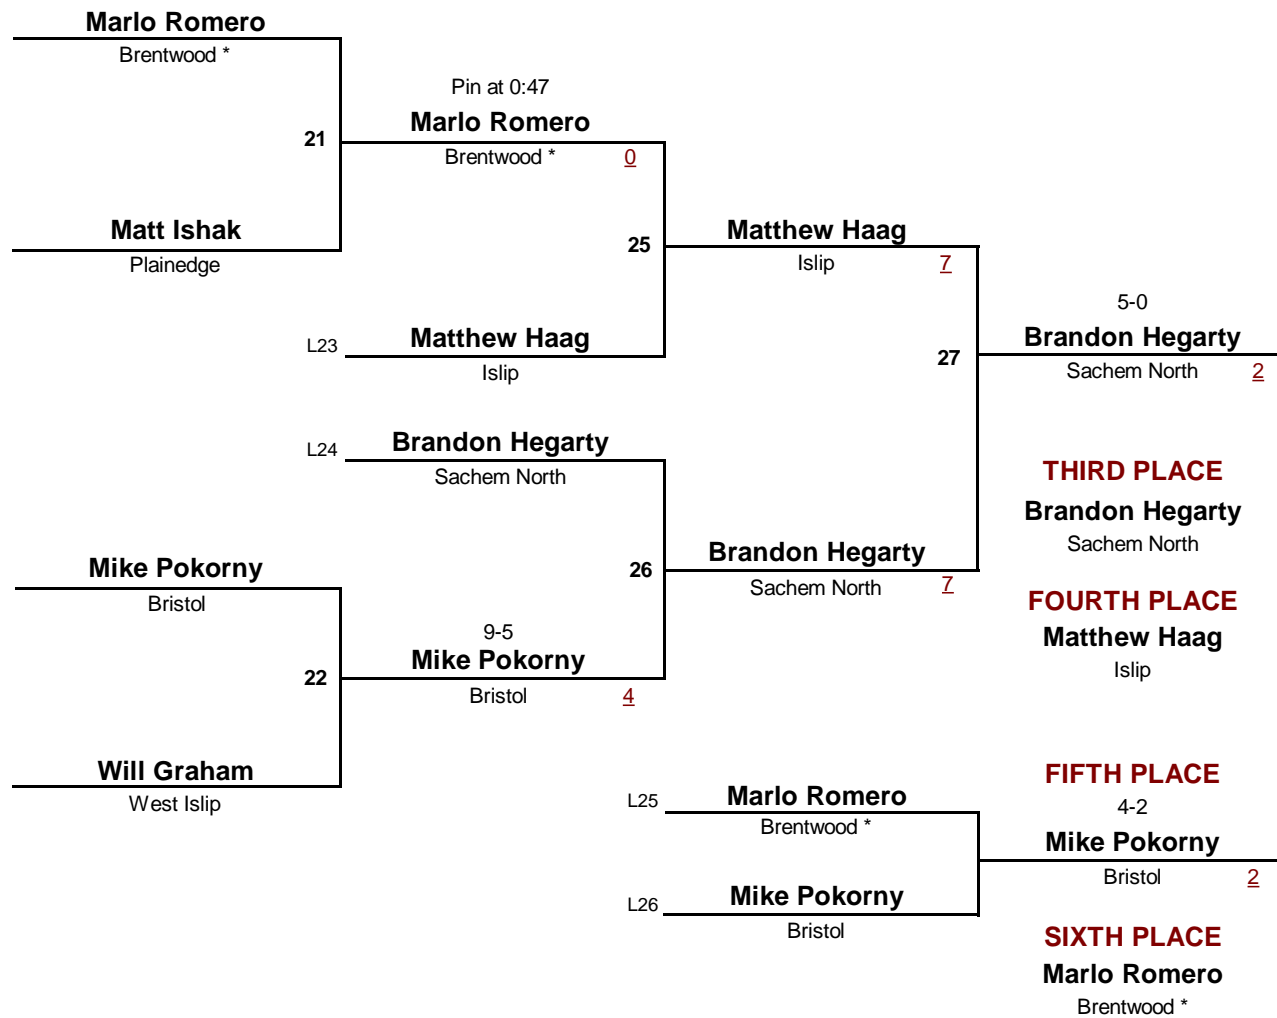 Marlo Romero
Brentwood *
Pin at 0:47
21
Marlo Romero
Brentwood *
0
Matt Ishak
Plainedge
25
Matthew Haag
Islip
7
L23
Matthew Haag
Islip
5-0
27
Brandon Hegarty
Sachem North
2
L24
Brandon Hegarty
Sachem North
THIRD PLACE
Brandon Hegarty
Sachem North
Mike Pokorny
Bristol
26
Brandon Hegarty
Sachem North
7
FOURTH PLACE
Matthew Haag
Islip
9-5
22
Mike Pokorny
Bristol
4
Will Graham
West Islip
FIFTH PLACE
L25
Marlo Romero
Brentwood *
4-2
Mike Pokorny
Bristol
2
L26
Mike Pokorny
Bristol
SIXTH PLACE
Marlo Romero
Brentwood *